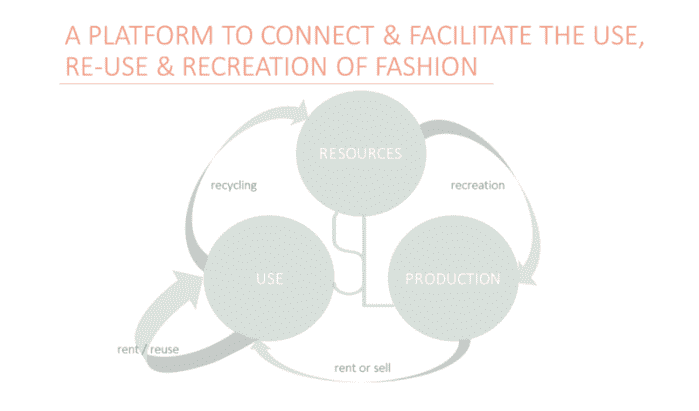 A PLATFORM TO CONNECT & FACILITATE THE USE,
RE-USE & RECREATION OF FASHION
RESOURCES
recycling
recreation
USE
PRODUCTION
rent / reuse
rent or sell